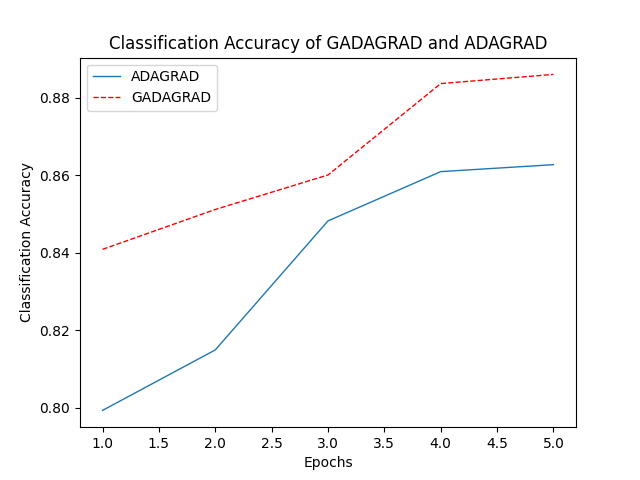 Classification Accuracy of GADAGRAD and ADAGRAD
ADAGRAD
GADAGRAD
Classification Accuracy
0.88
0.86
0.84
0.82
0.80
1.0 1.5 2.0 2.5 3.0 3.5 4.0 4.5 5.0
Epochs